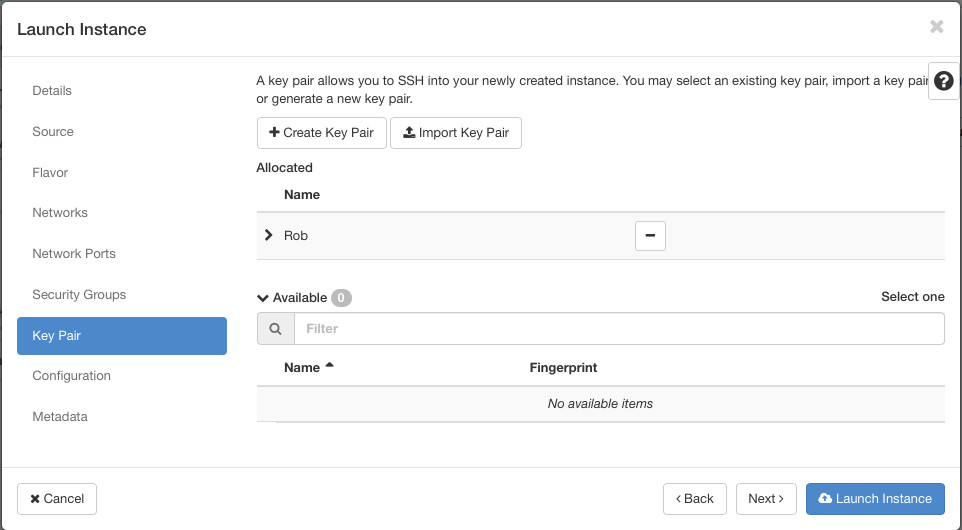 Launch Instance
Details
Source
Flavor
Networks
Network Ports
Security Groups
Key Pair
Configuration
Metadata
A key pair allows you to SSH into your newly created instance. You may select an existing key pair, import a key pair
or generate a new key pair.
Create Key Pair
Import Key Pair
Allocated
Name
Rob
Available 0
Select one
Filter
Name
Fingerprint
No available items
Cancel
Back
Next
Launch Instance